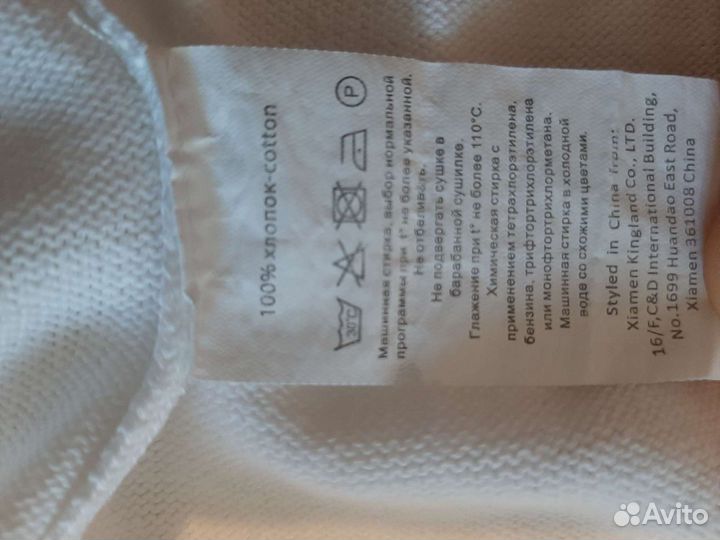 100% хлопок-cotton
30°C
P
Машинная стирка, выбор нормальной
программы при t° не более указанной.
Не отбеливать.
Не подвергать сушке в
барабанной сушилке.
Глажение при t° не более 110°C.
Химическая стирка с
применением тетрахлорэтилена,
бензина, трифтортрихлорэтилена
или монофтортрихлорметана.
Машинная стирка в холодной
воде со схожими цветами.
Styled in China from:
Xiamen Kingland Co., LTD.
16/F,C&D International Building,
No.1699 Huandao East Road,
Xiamen 361008 China
Avito